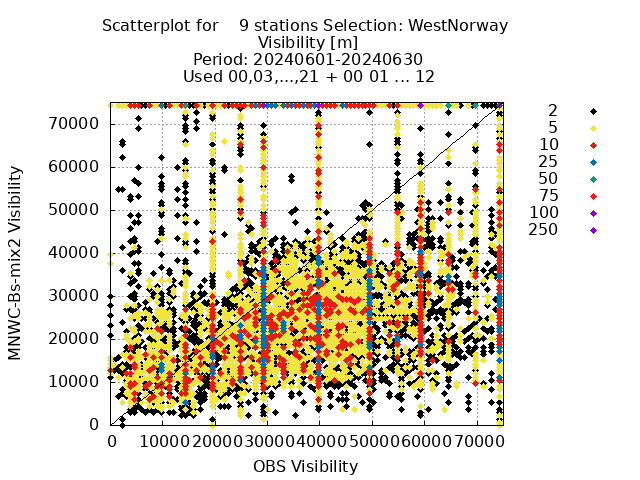 Scatterplot for 9 stations Selection: WestNorway
Visibility [m]
Period: 20240601-20240630
Used 00,03,...,21 + 00 01 ... 12
MNWC-Bs-mix2 Visibility
70000
60000
50000
40000
30000
20000
10000
0
0 10000 20000 30000 40000 50000 60000 70000
OBS Visibility
2
5
10
25
50
75
100
250